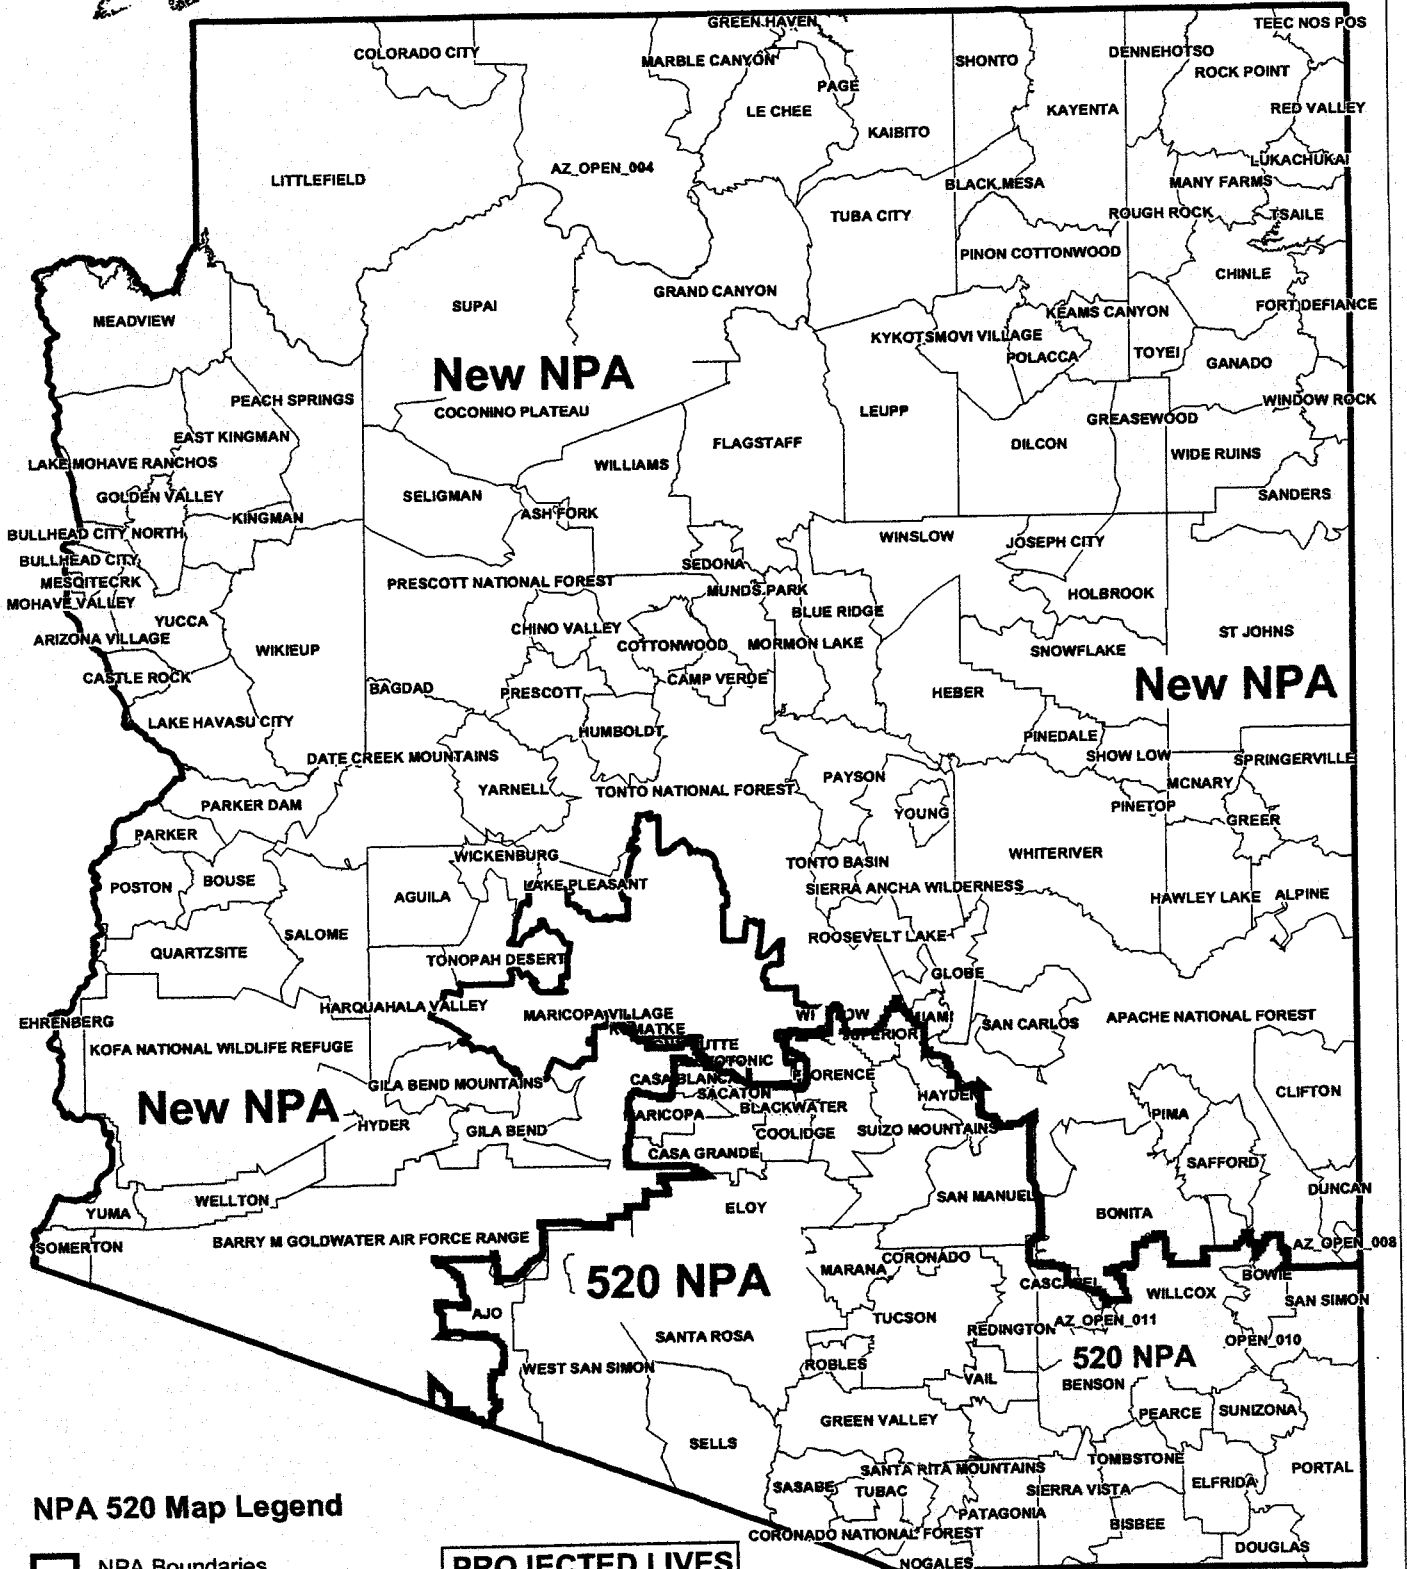 GREEN HAVEN
TEEC NOS POS
COLORADO CITY
MARBLE CANYON
SHONTO
DENNEHOTSO
ROCK POINT
PAGE
LE CHEE
KAYENTA
RED VALLEY
KAIBITO
LITTLEFIELD
AZ_OPEN_004
BLACK MESA
LUKACHUKAI
MANY FARMS
TUBA CITY
ROUGH ROCK
TSAILE
PINON COTTONWOOD
CHINLE
SUPAI
GRAND CANYON
FORT DEFIANCE
MEADVIEW
KEAMS CANYON
KYKOTSMOVI VILLAGE
POLACCA
TOYEI
GANADO
New NPA
PEACH SPRINGS
COCONINO PLATEAU
LEUPP
GREASEWOOD
WINDOW ROCK
EAST KINGMAN
FLAGSTAFF
DILCON
WIDE RUINS
LAKE MOHAVE RANCHOS
WILLIAMS
GOLDEN VALLEY
SELIGMAN
SANDERS
KINGMAN
ASH FORK
BULLHEAD CITY NORTH
WINSLOW
JOSEPH CITY
BULLHEAD CITY
SEDONA
MESQITECRK
PRESCOTT NATIONAL FOREST
MUNDS PARK
HOLBROOK
MOHAVE VALLEY
YUCCA
CHINO VALLEY
BLUE RIDGE
ST JOHNS
ARIZONA VILLAGE
WIKIEUP
COTTONWOOD
MORMON LAKE
SNOWFLAKE
CASTLE ROCK
BAGDAD
PRESCOTT
CAMP VERDE
HEBER
New NPA
LAKE HAVASU CITY
HUMBOLDT
PINEDALE
DATE CREEK MOUNTAINS
SHOW LOW
SPRINGERVILLE
YARNELL
TONTO NATIONAL FOREST
PAYSON
MCNARY
PARKER DAM
YOUNG
PINETOP
GREER
PARKER
WICKENBURG
TONTO BASIN
WHITERIVER
POSTON
BOUSE
AGUILA
LAKE PLEASANT
SIERRA ANCHA WILDERNESS
HAWLEY LAKE
ALPINE
SALOME
ROOSEVELT LAKE
QUARTZSITE
TONOPAH DESERT
GLOBE
HARQUAHALA VALLEY
MARICOPA VILLAGE
WI OW
MIAMI
SAN CARLOS
APACHE NATIONAL FOREST
EHRENBERG
SUPERIOR
KOFA NATIONAL WILDLIFE REFUGE
GILA BEND MOUNTAINS
CASA BLANCA
SACATON
BLACKWATER
HAYDEN
CLIFTON
New NPA
HYDER
GILA BEND
COOLIDGE
SUIZO MOUNTAINS
PIMA
CASA GRANDE
SAFFORD
WELLTON
ELOY
SAN MANUEL
DUNCAN
YUMA
BONITA
SOMERTON
BARRY M GOLDWATER AIR FORCE RANGE
CORONADO
AZ_OPEN_008
520 NPA
MARANA
CASCABEL
WILLCOX
BOWIE
SAN SIMON
AJO
TUCSON
REDINGTON
AZ_OPEN_011
SANTA ROSA
OPEN_010
WEST SAN SIMON
ROBLES
520 NPA
VAIL
BENSON
GREEN VALLEY
PEARCE
SUNIZONA
SELLS
TOMBSTONE
SANTA RITA MOUNTAINS
PORTAL
SASABE
TUBAC
SIERRA VISTA
ELFRIDA
NPA 520 Map Legend
PATAGONIA
BISBEE
CORONADO NATIONAL FOREST
DOUGLAS
NPA Boundaries
PROJECTED LIVES
NOGALES